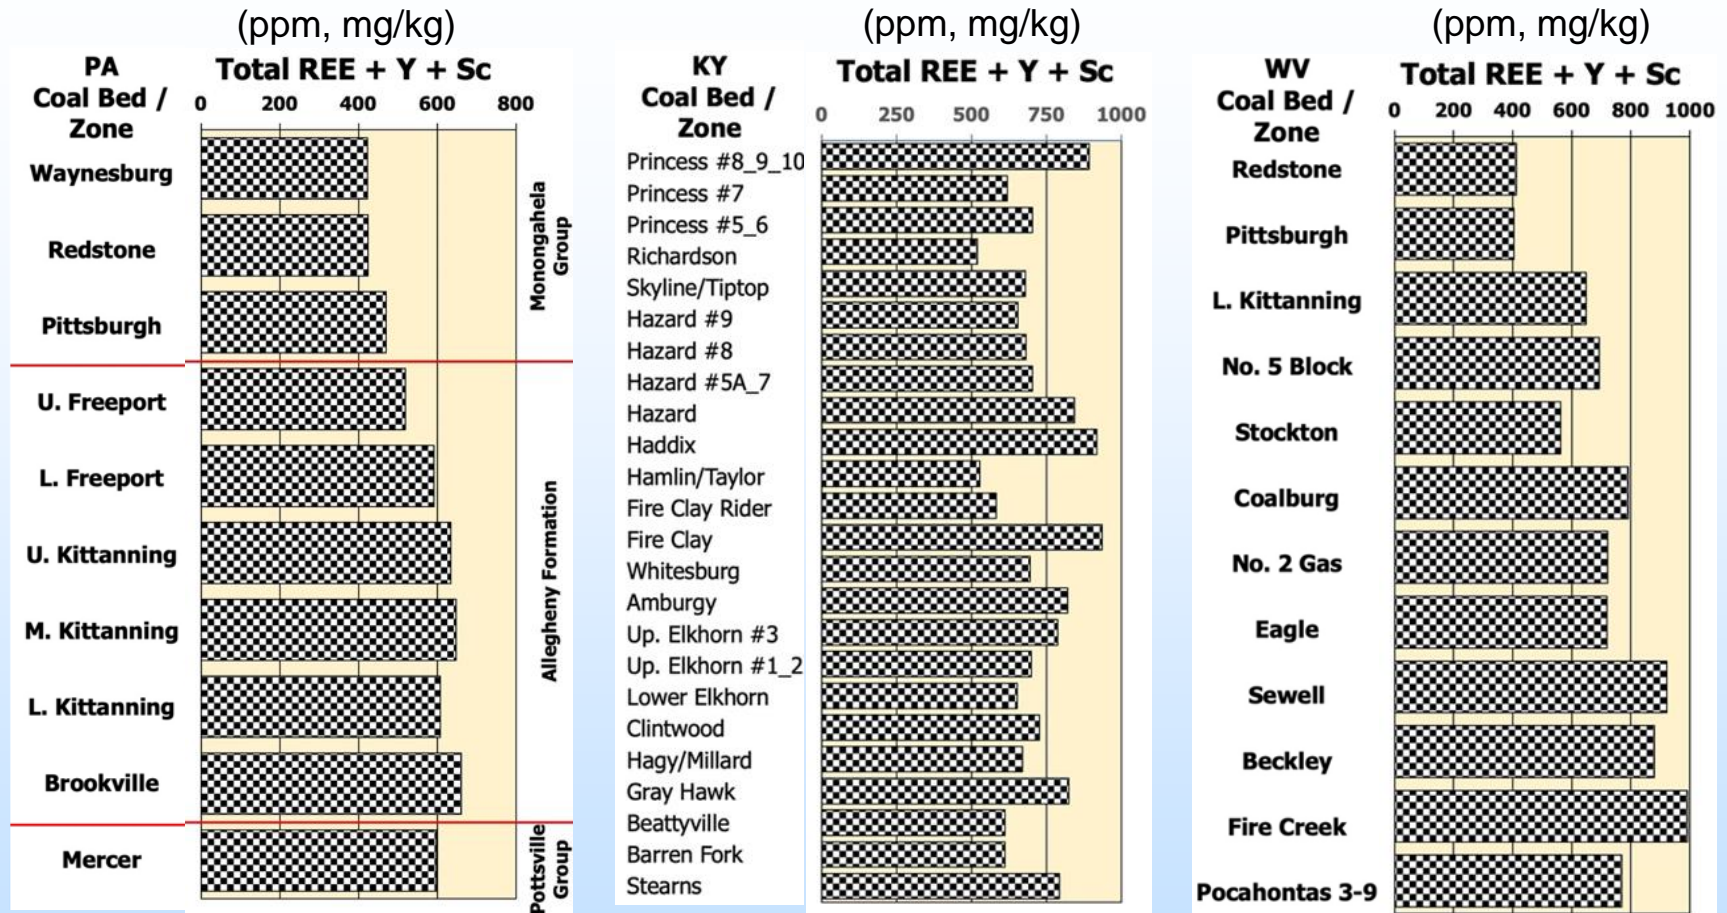 (ppm, mg/kg)
PA
Coal Bed /
Zone
Total REE + Y + Sc
0 200 400 600 800
Waynesburg
Redstone
Pittsburgh
U. Freeport
L. Freeport
U. Kittanning
M. Kittanning
L. Kittanning
Brookville
Mercer
Monongahela
Group
Allegheny Formation
Pottsville
Group
(ppm, mg/kg)
KY
Coal Bed /
Zone
Total REE + Y + Sc
0 250 500 750 1000
Princess #8_9_10
Princess #7
Princess #5_6
Richardson
Skyline/Tiptop
Hazard #9
Hazard #8
Hazard #5A_7
Hazard
Haddix
Hamlin/Taylor
Fire Clay Rider
Fire Clay
Whitesburg
Amburgy
Up. Elkhorn #3
Up. Elkhorn #1_2
Lower Elkhorn
Clintwood
Hagy/Millard
Gray Hawk
Beattyville
Barren Fork
Stearns
(ppm, mg/kg)
WV
Coal Bed /
Zone
Total REE + Y + Sc
0 200 400 600 800 1000
Redstone
Pittsburgh
L. Kittanning
No. 5 Block
Stockton
Coalburg
No. 2 Gas
Eagle
Sewell
Beckley
Fire Creek
Pocahontas 3-9